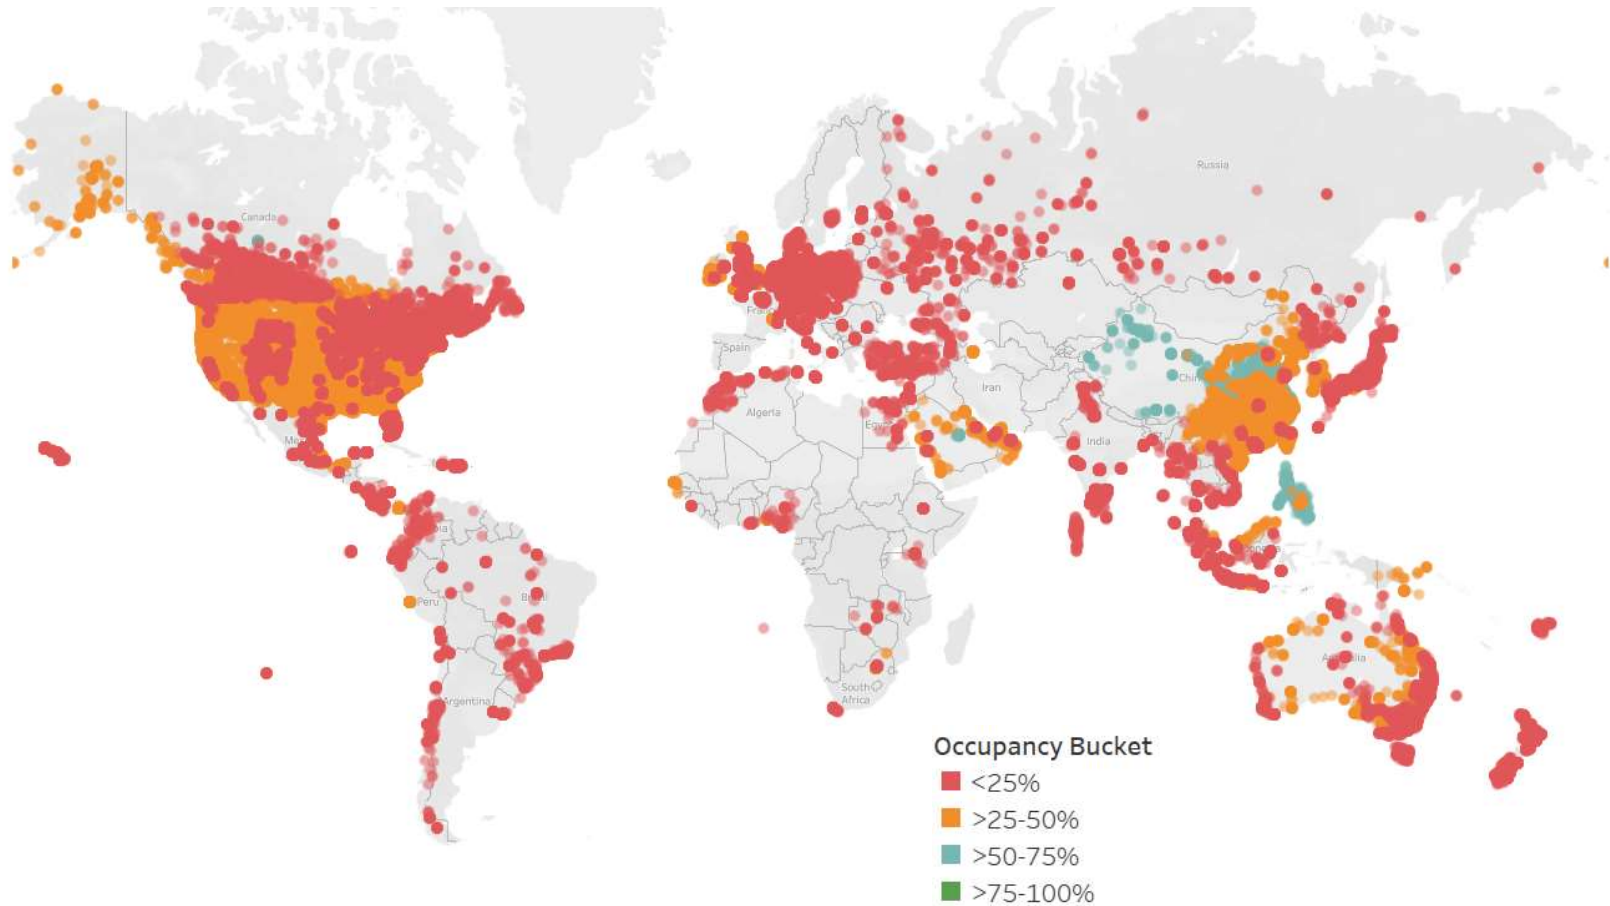 Russia
Canada
France
Spain
Iran
Algeria
India
Peru
Argentina
South
Africa
Occupancy Bucket
<25%
>25-50%
>50-75%
>75-100%